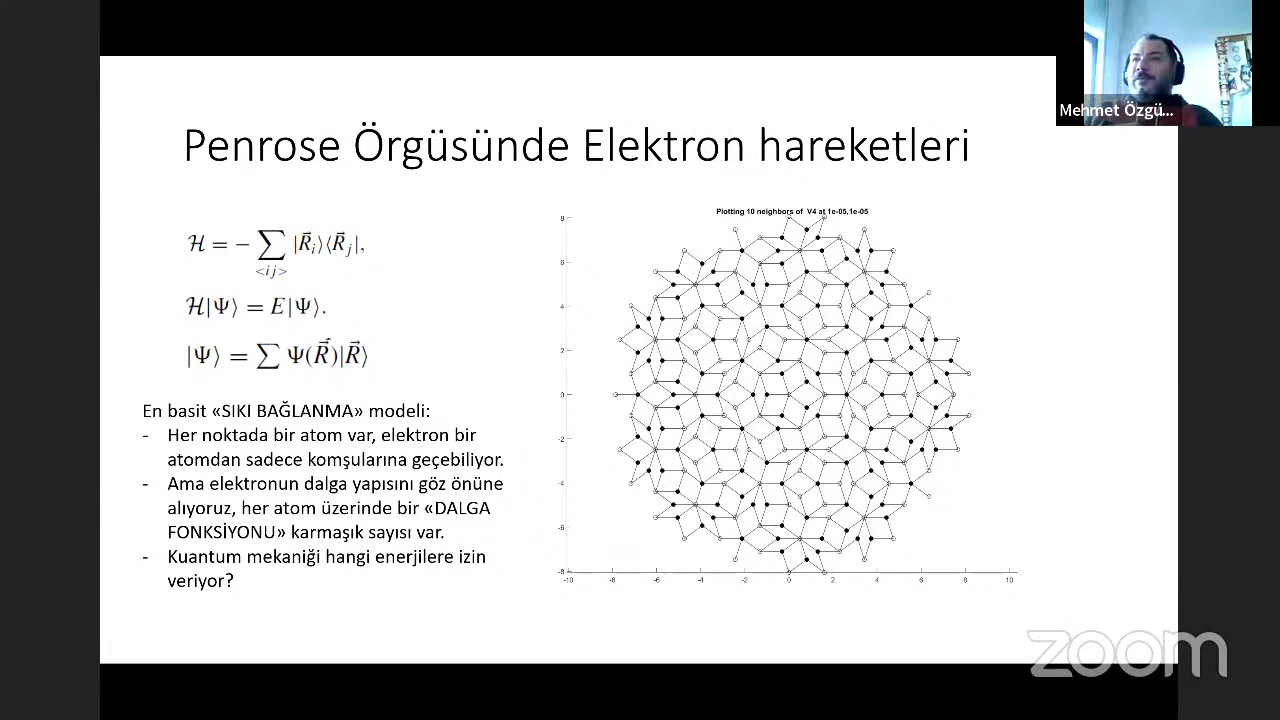 Mehmet Özgü...
Penrose Örgüsünde Elektron hareketleri
ℋ = − ∑ |R⃗ᵢ⟩⟨R⃗ⱼ|,
<ij>
ℋ|Ψ⟩ = E|Ψ⟩.
|Ψ⟩ = ∑ Ψ(R⃗)|R⃗⟩
En basit «SIKI BAĞLANMA» modeli:
- Her noktada bir atom var, elektron bir
atomdan sadece komşularına geçebiliyor.
- Ama elektronun dalga yapısını göz önüne
alıyoruz, her atom üzerinde bir «DALGA
FONKSİYONU» karmaşık sayısı var.
- Kuantum mekaniği hangi enerjilere izin
veriyor?
Plotting 10 neighbors of V4 at 1e-05,1e-05
8
6
4
2
0
-2
-4
-6
-8
-10 -8 -6 -4 -2 0 2 4 6 8 10
zoom